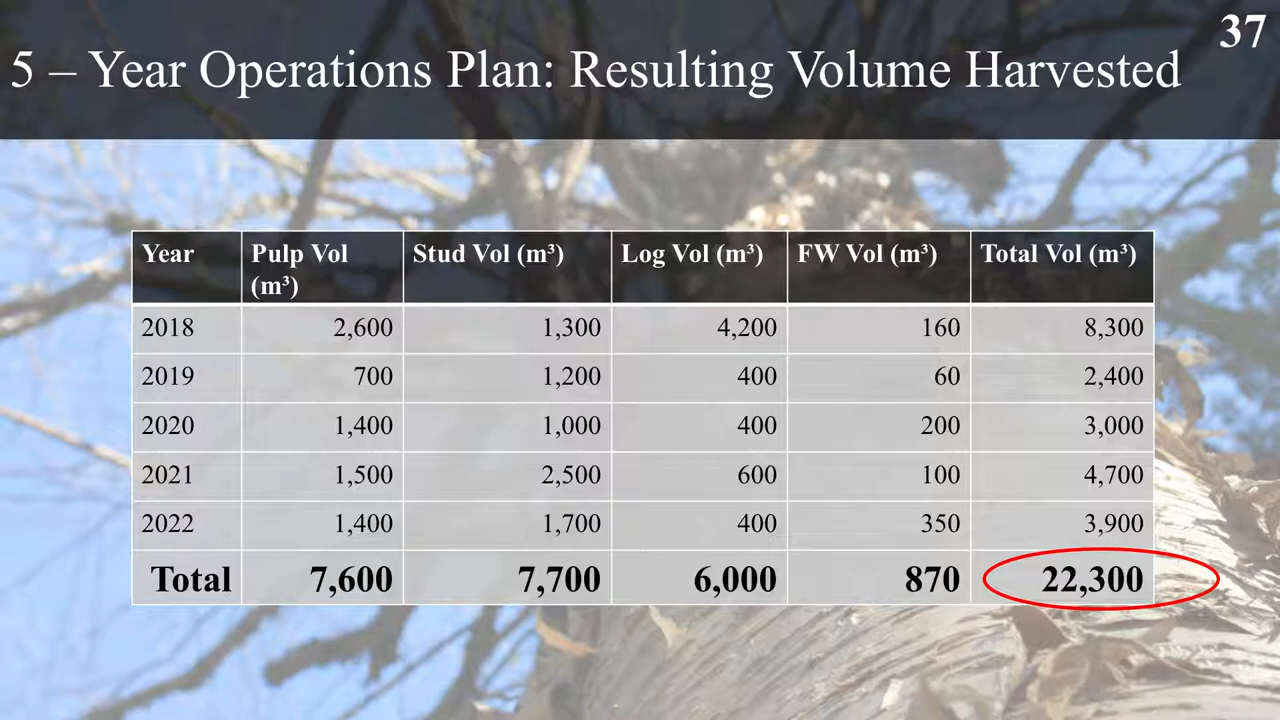 37
5 – Year Operations Plan: Resulting Volume Harvested
Year Pulp Vol (m³) Stud Vol (m³) Log Vol (m³) FW Vol (m³) Total Vol (m³)
2018 2,600 1,300 4,200 160 8,300
2019 700 1,200 400 60 2,400
2020 1,400 1,000 400 200 3,000
2021 1,500 2,500 600 100 4,700
2022 1,400 1,700 400 350 3,900
Total 7,600 7,700 6,000 870 22,300